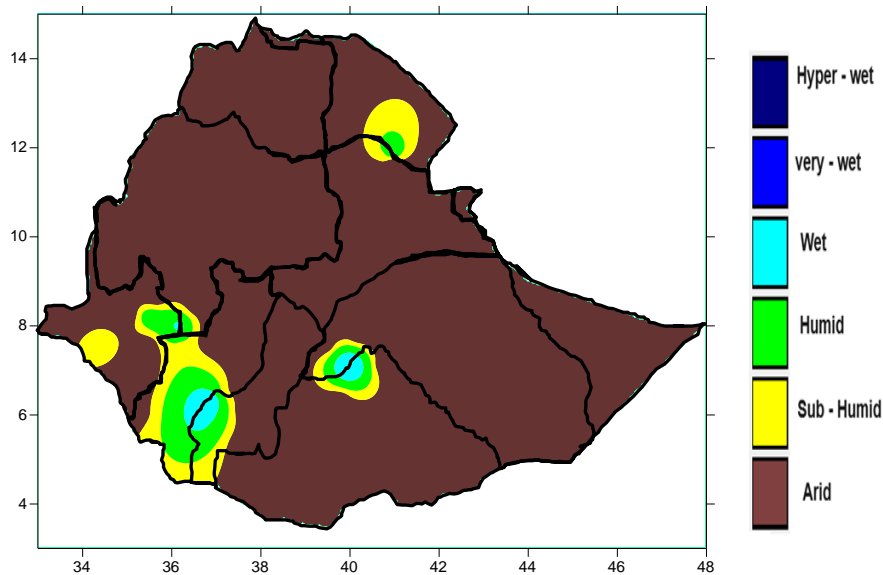 14
12
10
8
6
4
34 36 38 40 42 44 46 48
Hyper - wet
very - wet
Wet
Humid
Sub - Humid
Arid